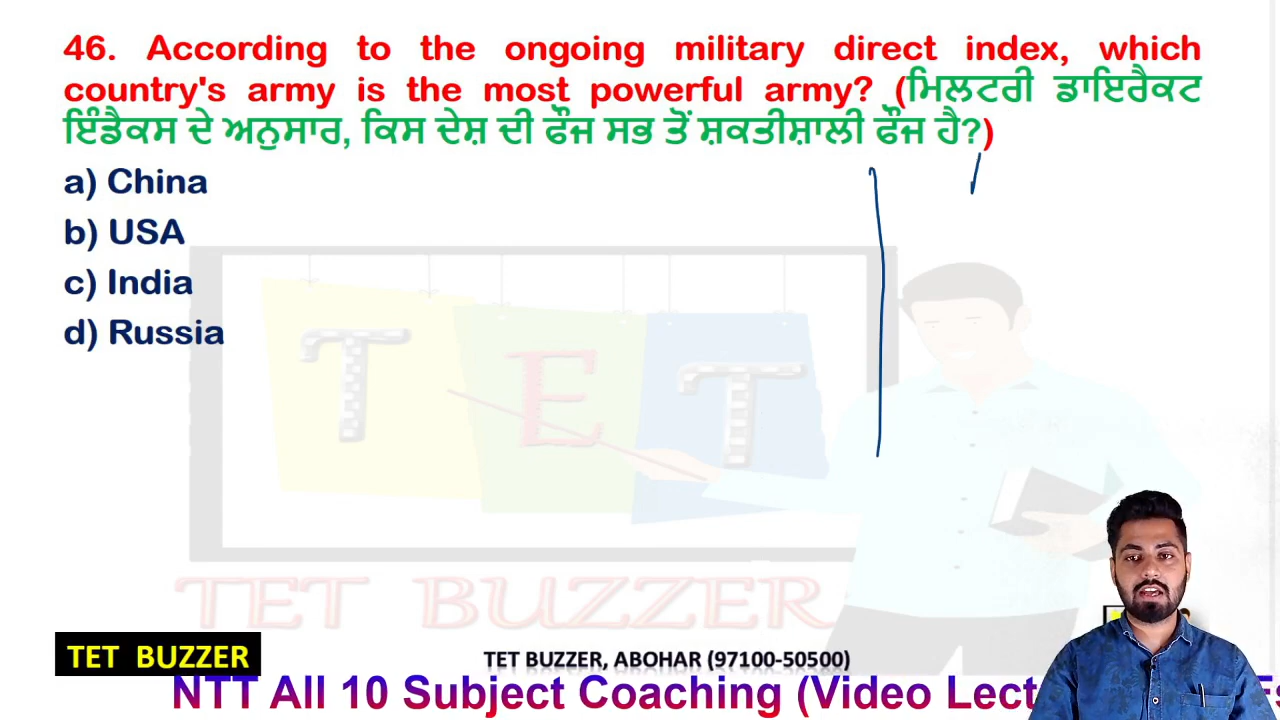 46. According to the ongoing military direct index, which
country's army is the most powerful army? (ਮਿਲਟਰੀ ਡਾਇਰੈਕਟ
ਇੰਡੈਕਸ ਦੇ ਅਨੁਸਾਰ, ਕਿਸ ਦੇਸ਼ ਦੀ ਫੌਜ ਸਭ ਤੋਂ ਸ਼ਕਤੀਸ਼ਾਲੀ ਫੌਜ ਹੈ?)
a) China
b) USA
c) India
d) Russia
T E T
TET BUZZER
TET BUZZER
TET BUZZER, ABOHAR (97100-50500)
NTT All 10 Subject Coaching (Video